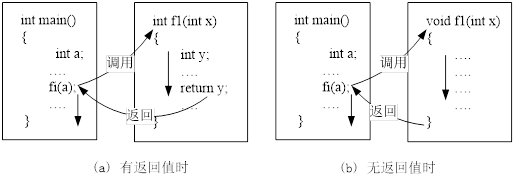 int main()
{
int a;
....
fi(a);
....
}
调用
返回
int f1(int x)
{
int y;
....
return y;
....
}
(a) 有返回值时
int main()
{
int a;
....
fi(a);
....
}
调用
返回
void f1(int x)
{
....
....
....
....
}
(b) 无返回值时